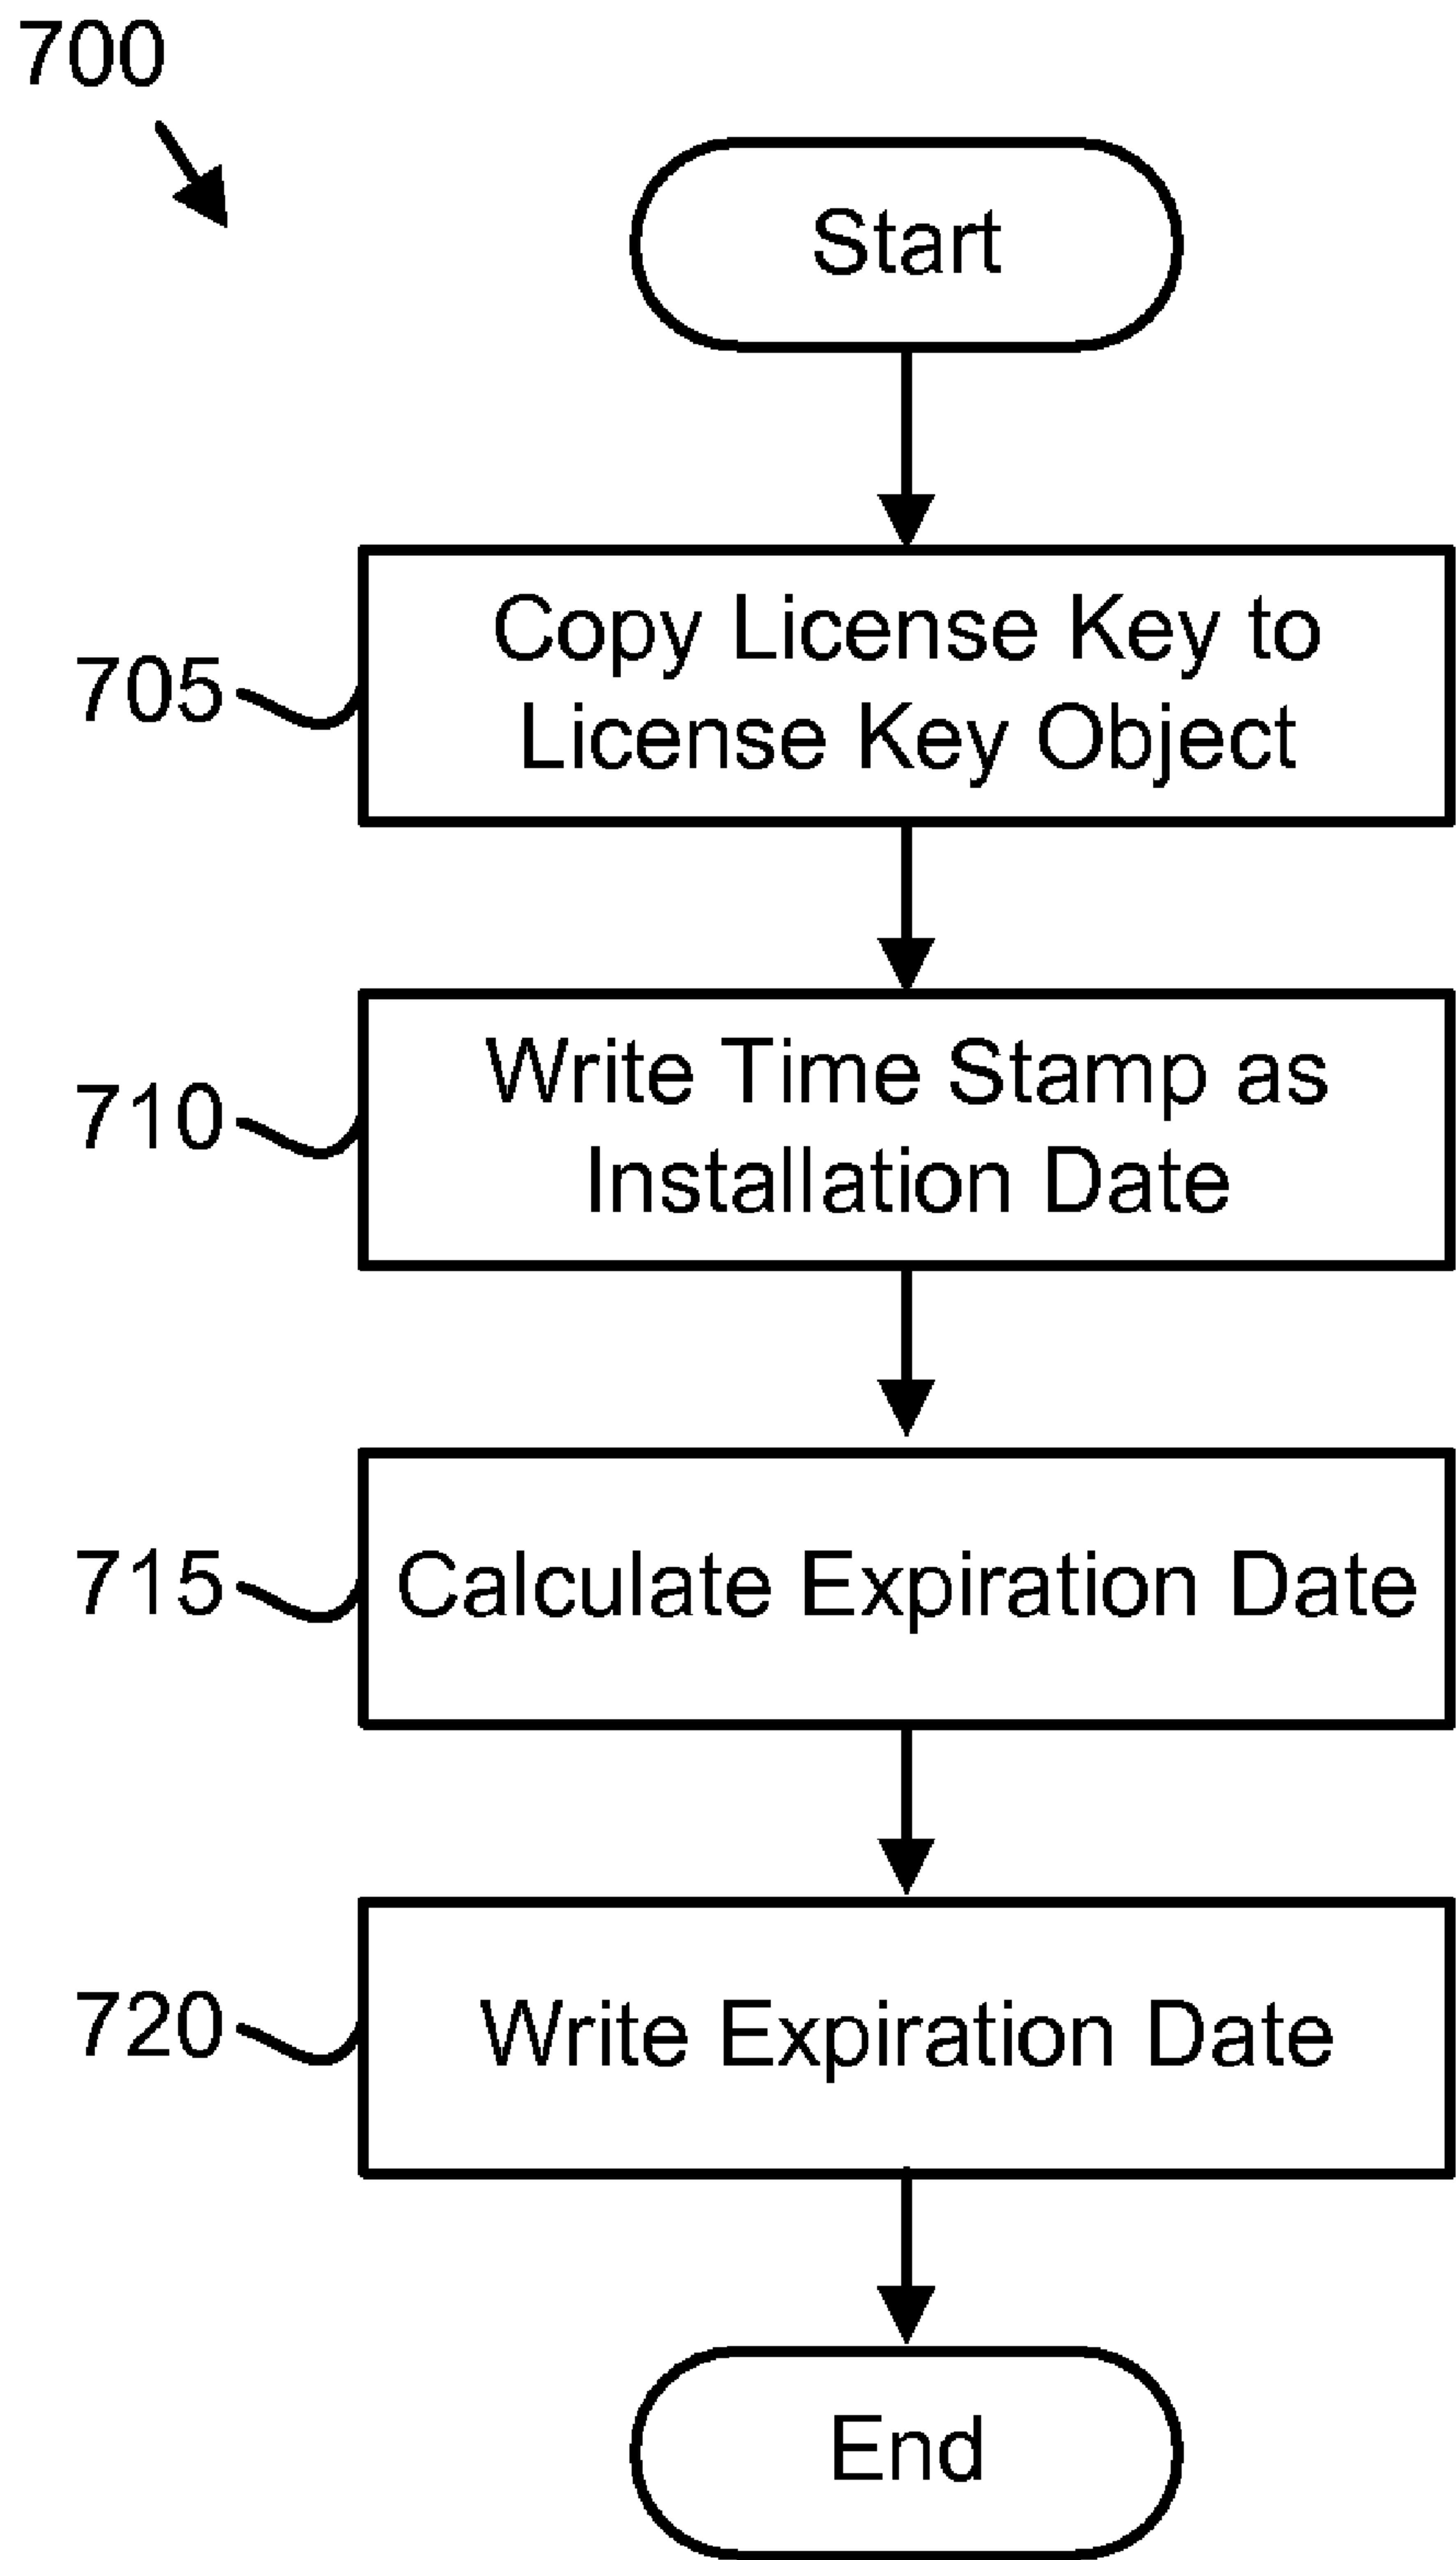 700
Start
705
Copy License Key to
License Key Object
710
Write Time Stamp as
Installation Date
715
Calculate Expiration Date
720
Write Expiration Date
End